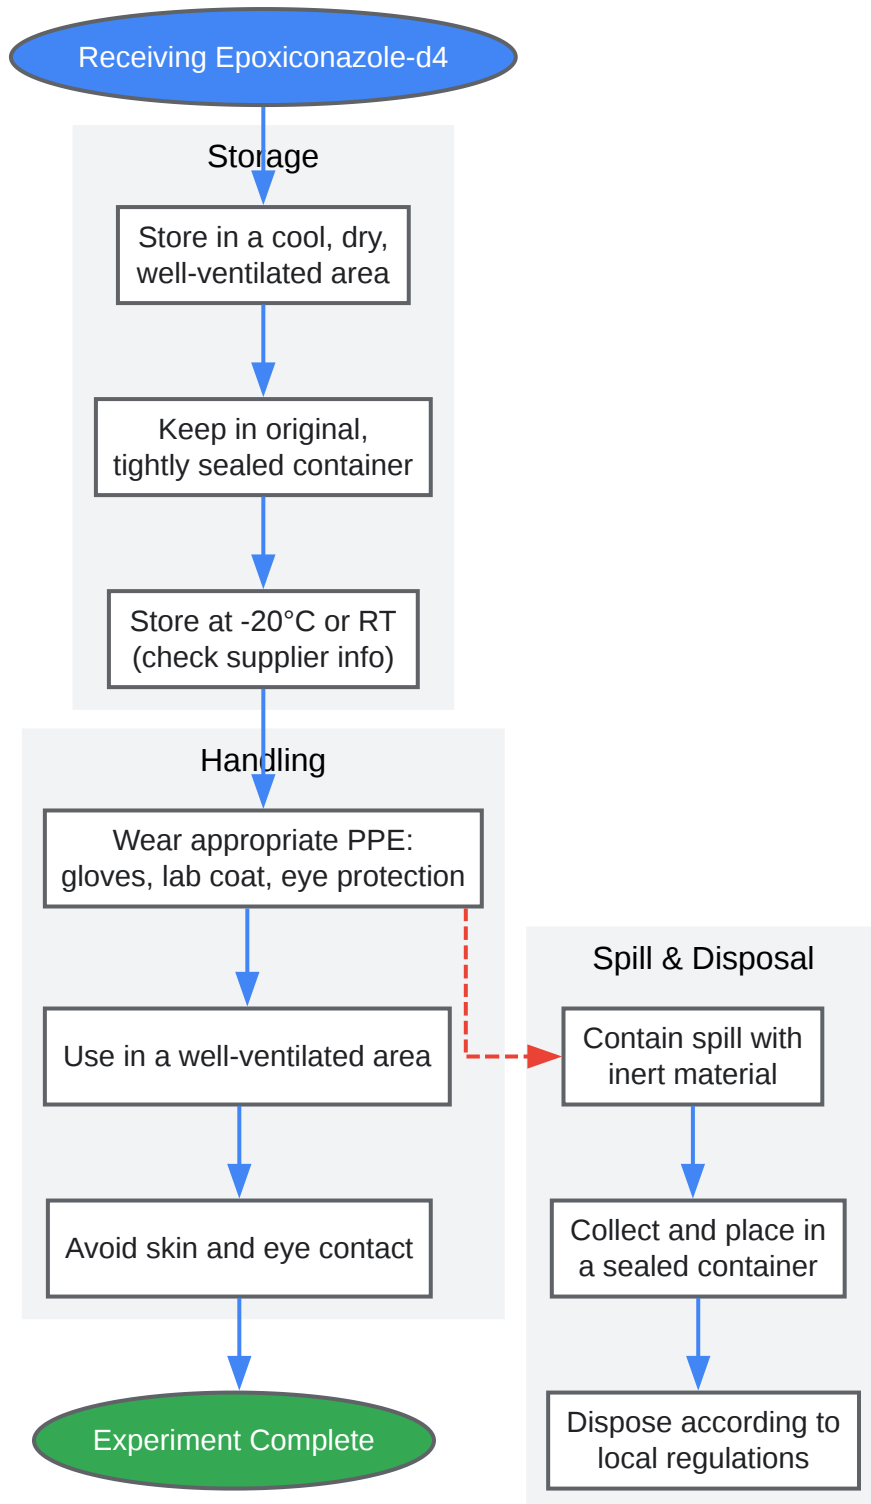 Receiving Epoxiconazole-d4
Storage
Store in a cool, dry,
well-ventilated area
Keep in original,
tightly sealed container
Store at -20°C or RT
(check supplier info)
Handling
Wear appropriate PPE:
gloves, lab coat, eye protection
Use in a well-ventilated area
Avoid skin and eye contact
Experiment Complete
Spill & Disposal
Contain spill with
inert material
Collect and place in
a sealed container
Dispose according to
local regulations